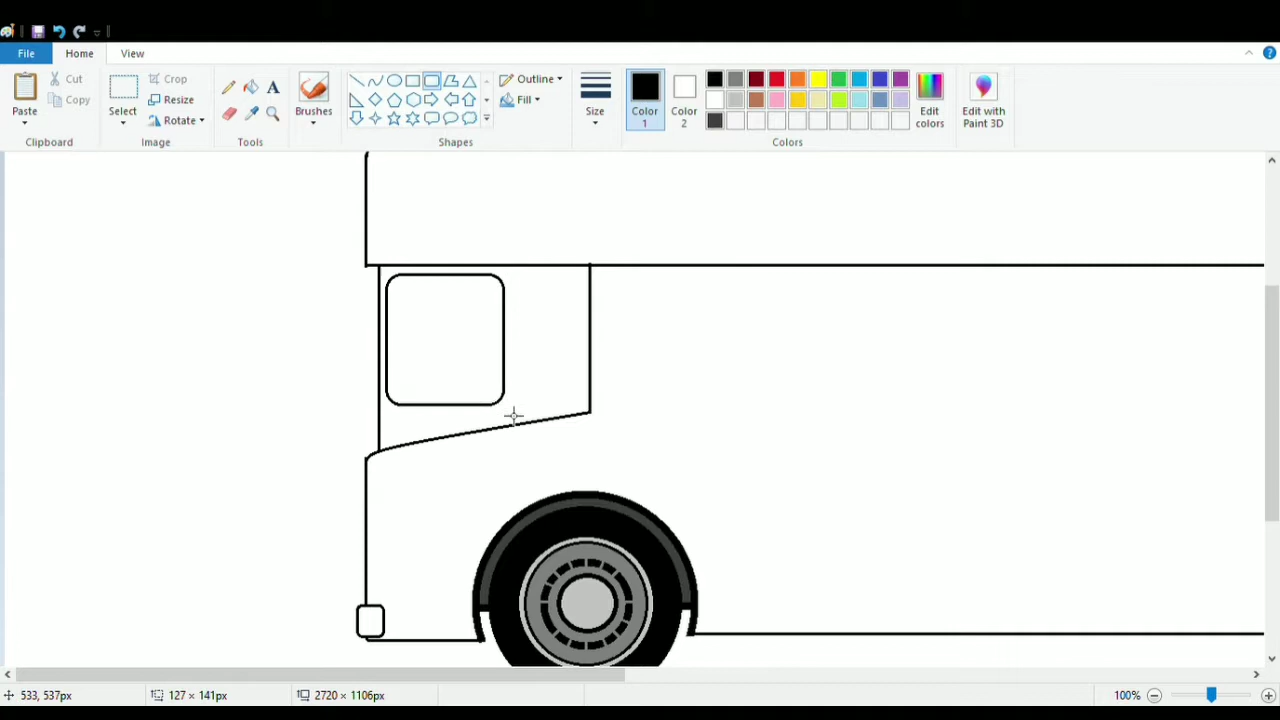 File Home View
Paste Cut Copy
Clipboard
Select Crop Resize Rotate
Image
Tools
Brushes
Outline Fill
Shapes
Size
Color 1
Color 2
Edit colors
Colors
Edit with Paint 3D
533, 537px 127 × 141px 2720 × 1106px 100%